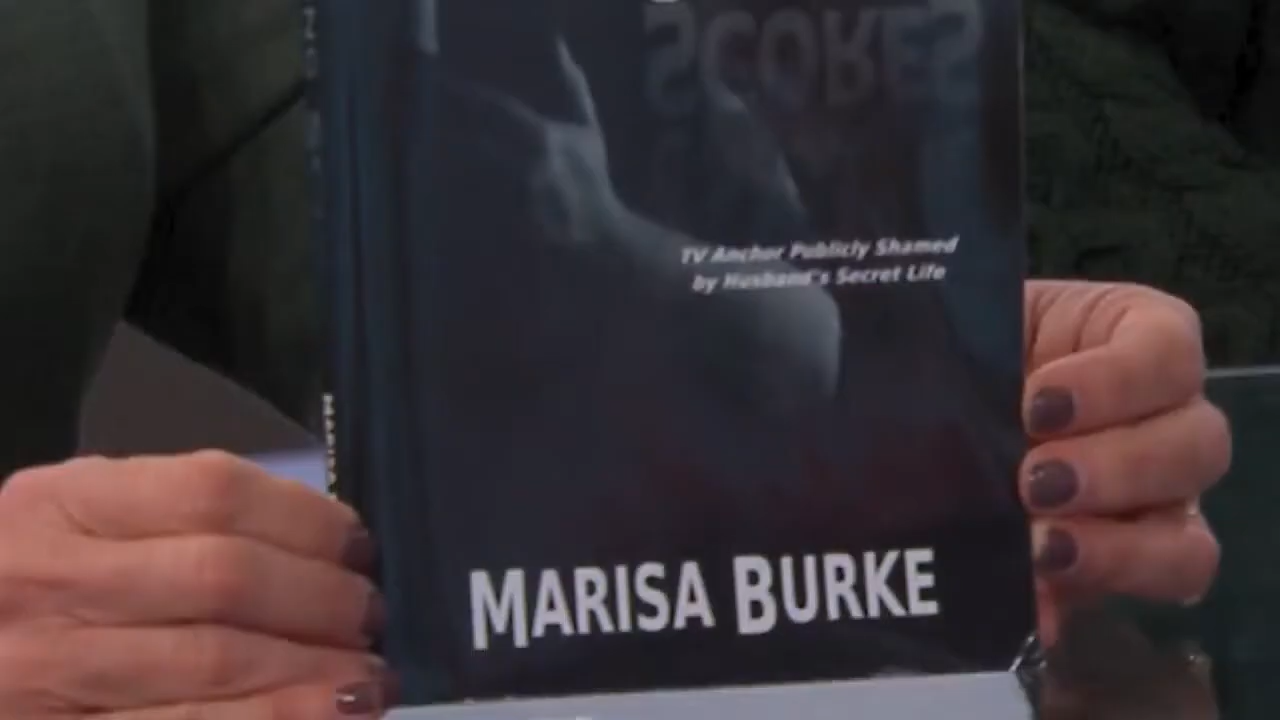 SCORES
TV Anchor Publicly Shamed
by Husband's Secret Life
MARISA BURKE